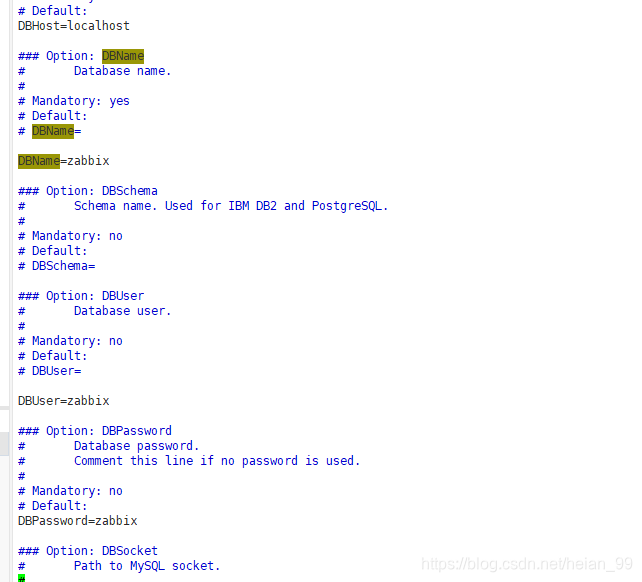 # Default:
DBHost=localhost
### Option: DBName
#       Database name.
#
# Mandatory: yes
# Default:
# DBName=
DBName=zabbix
### Option: DBSchema
#       Schema name. Used for IBM DB2 and PostgreSQL.
#
# Mandatory: no
# Default:
# DBSchema=
### Option: DBUser
#       Database user.
#
# Mandatory: no
# Default:
# DBUser=
DBUser=zabbix
### Option: DBPassword
#       Database password.
#       Comment this line if no password is used.
#
# Mandatory: no
# Default:
DBPassword=zabbix
### Option: DBSocket
#       Path to MySQL socket.
#
https://blog.csdn.net/heian_99